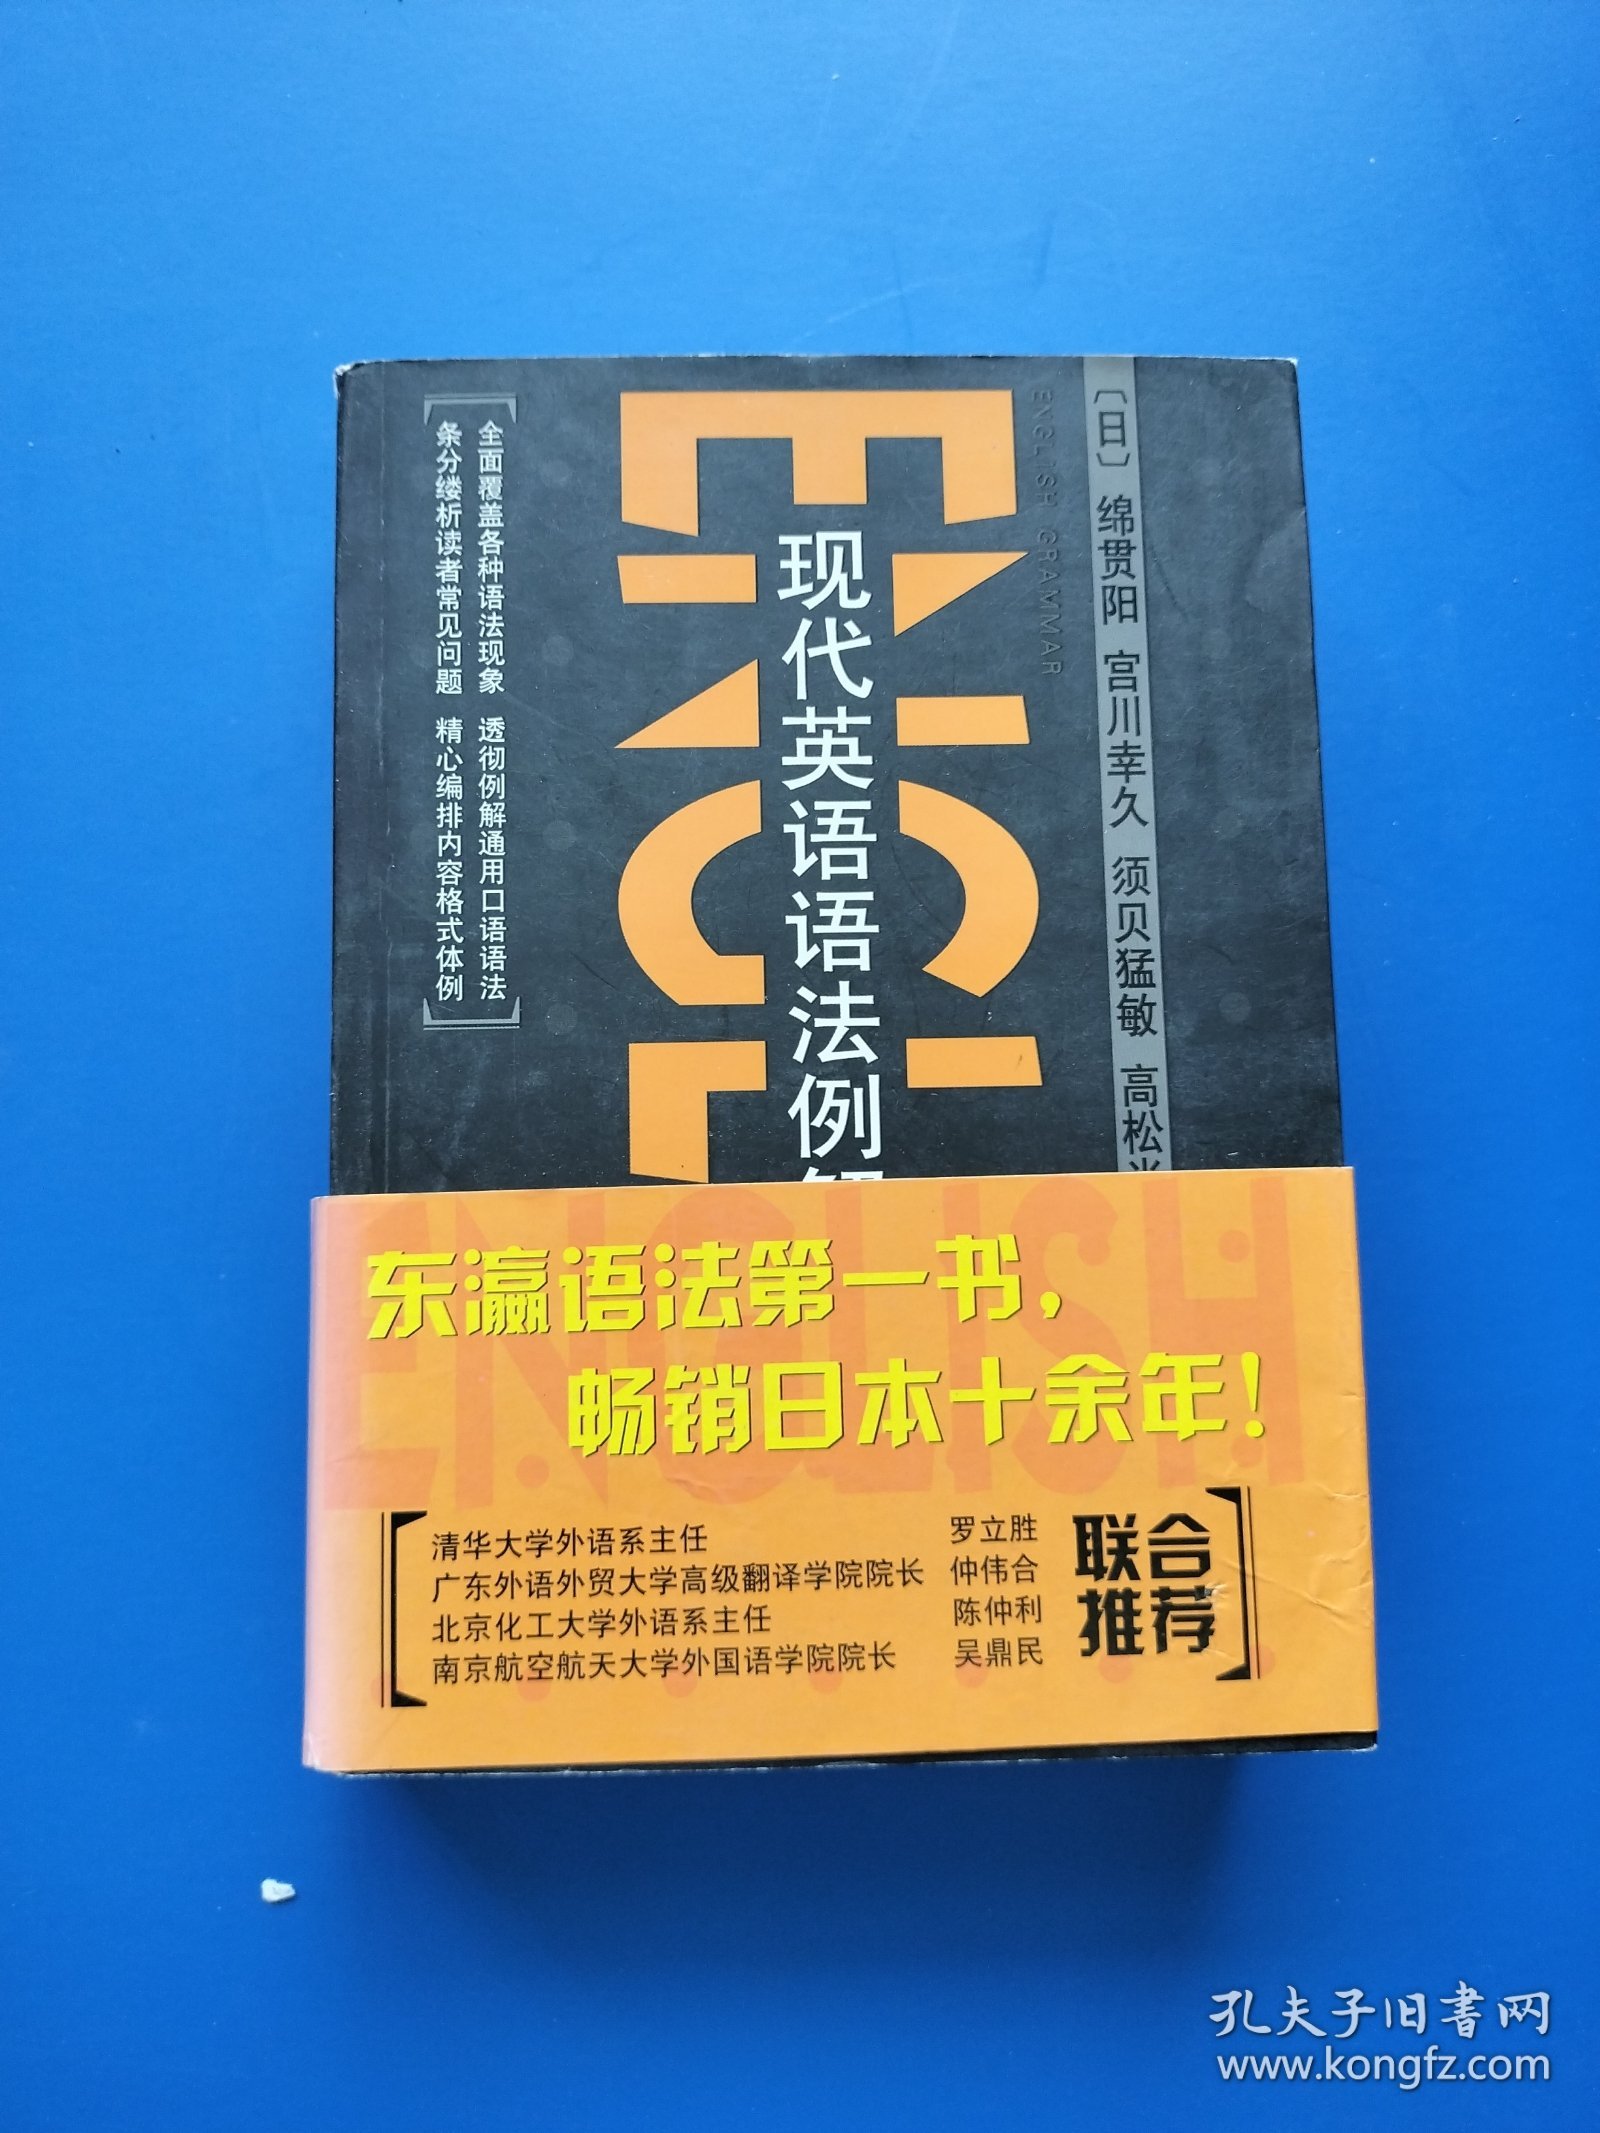 〔日〕 绵贯阳 宫川幸久 须贝猛敏 高松
ENGLISH GRAMMAR
现代英语语法例
全面覆盖各种语法现象 透彻例解通用口语语法
条分缕析读者常见问题 精心编排内容格式体例
东瀛语法第一书，
畅销日本十余年！
清华大学外语系主任 罗立胜
广东外语外贸大学高级翻译学院院长 仲伟合
北京化工大学外语系主任 陈仲利
南京航空航天大学外国语学院院长 吴鼎民
联合
推荐
ENGLISH
孔夫子旧书网
www.kongfz.com